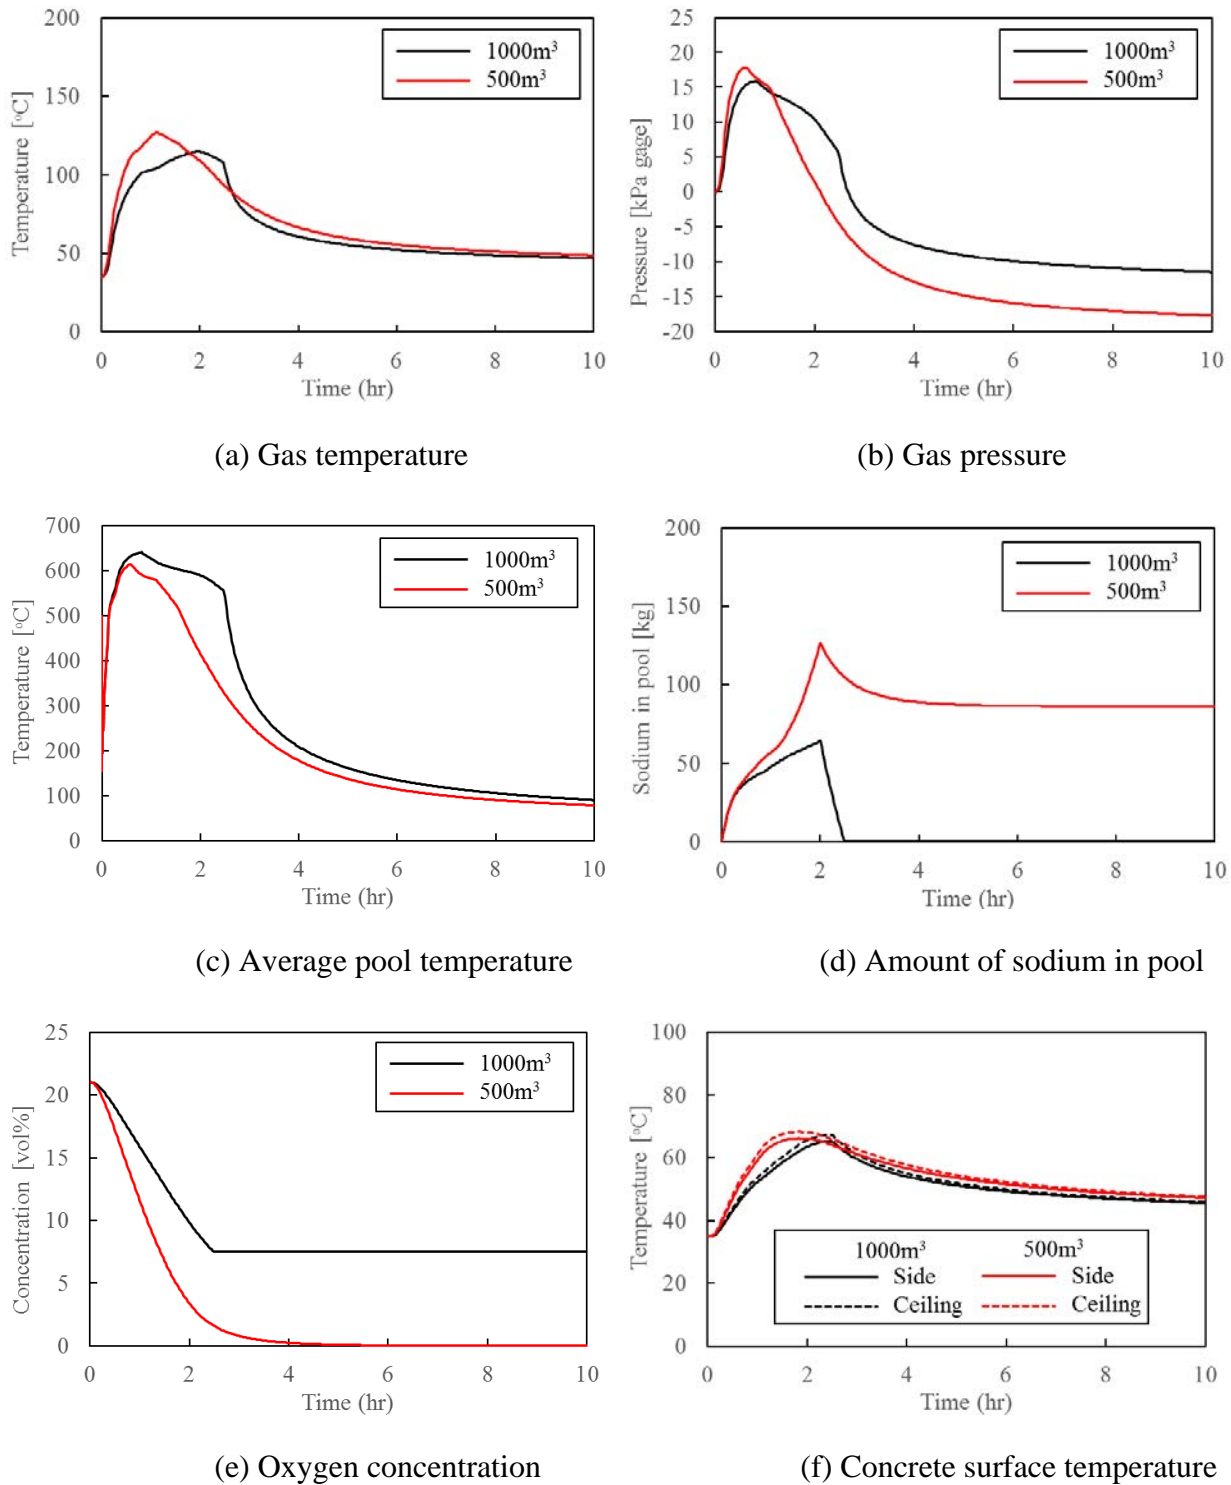 200
150
100
50
0
Temperature [°C]
1000m³
500m³
0 2 4 6 8 10
Time (hr)
(a) Gas temperature
25
20
15
10
5
0
-5
-10
-15
-20
Pressure [kPa gage]
1000m³
500m³
0 2 4 6 8 10
Time (hr)
(b) Gas pressure
700
600
500
400
300
200
100
0
Temperature [°C]
1000m³
500m³
0 2 4 6 8 10
Time (hr)
(c) Average pool temperature
200
150
100
50
0
Sodium in pool [kg]
1000m³
500m³
0 2 4 6 8 10
Time (hr)
(d) Amount of sodium in pool
25
20
15
10
5
0
Concentration [vol%]
1000m³
500m³
0 2 4 6 8 10
Time (hr)
(e) Oxygen concentration
100
80
60
40
20
0
Temperature [°C]
1000m³ 500m³
Side Side
Ceiling Ceiling
0 2 4 6 8 10
Time (hr)
(f) Concrete surface temperature